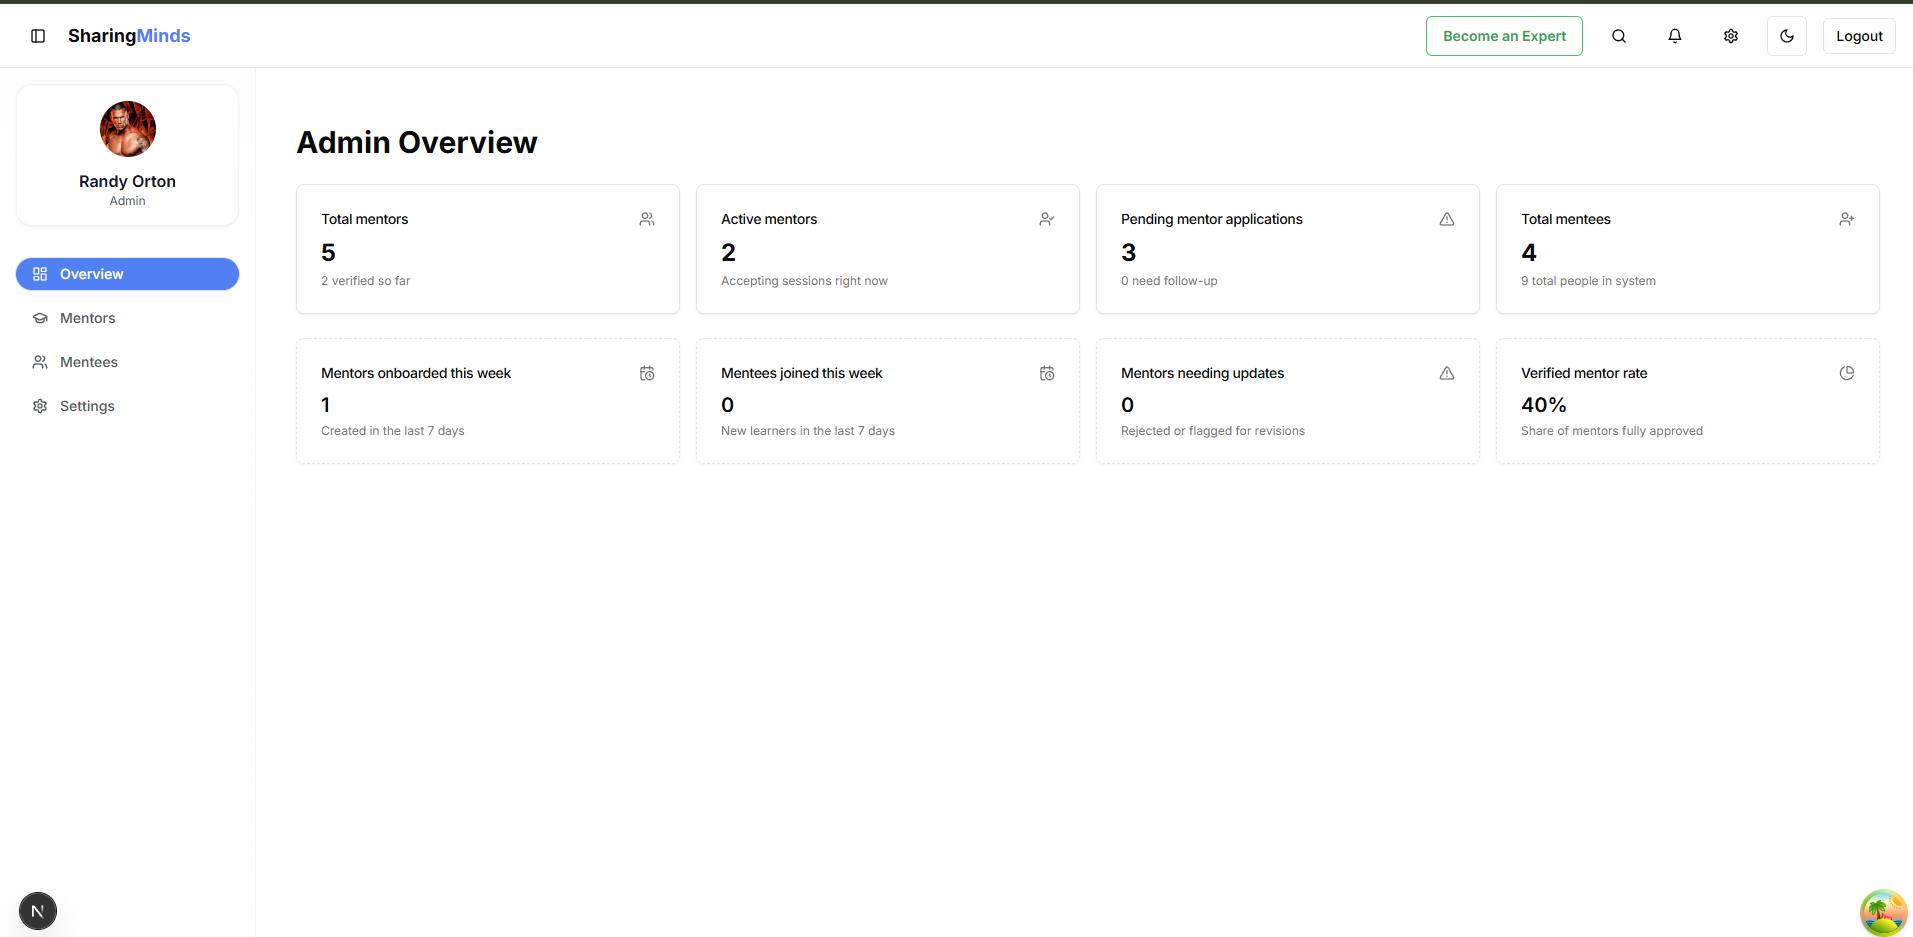 SharingMinds
Become an Expert
Logout
Randy Orton
Admin
Overview
Mentors
Mentees
Settings
Admin Overview
Total mentors
5
2 verified so far
Active mentors
2
Accepting sessions right now
Pending mentor applications
3
0 need follow-up
Total mentees
4
9 total people in system
Mentors onboarded this week
1
Created in the last 7 days
Mentees joined this week
0
New learners in the last 7 days
Mentors needing updates
0
Rejected or flagged for revisions
Verified mentor rate
40%
Share of mentors fully approved
N